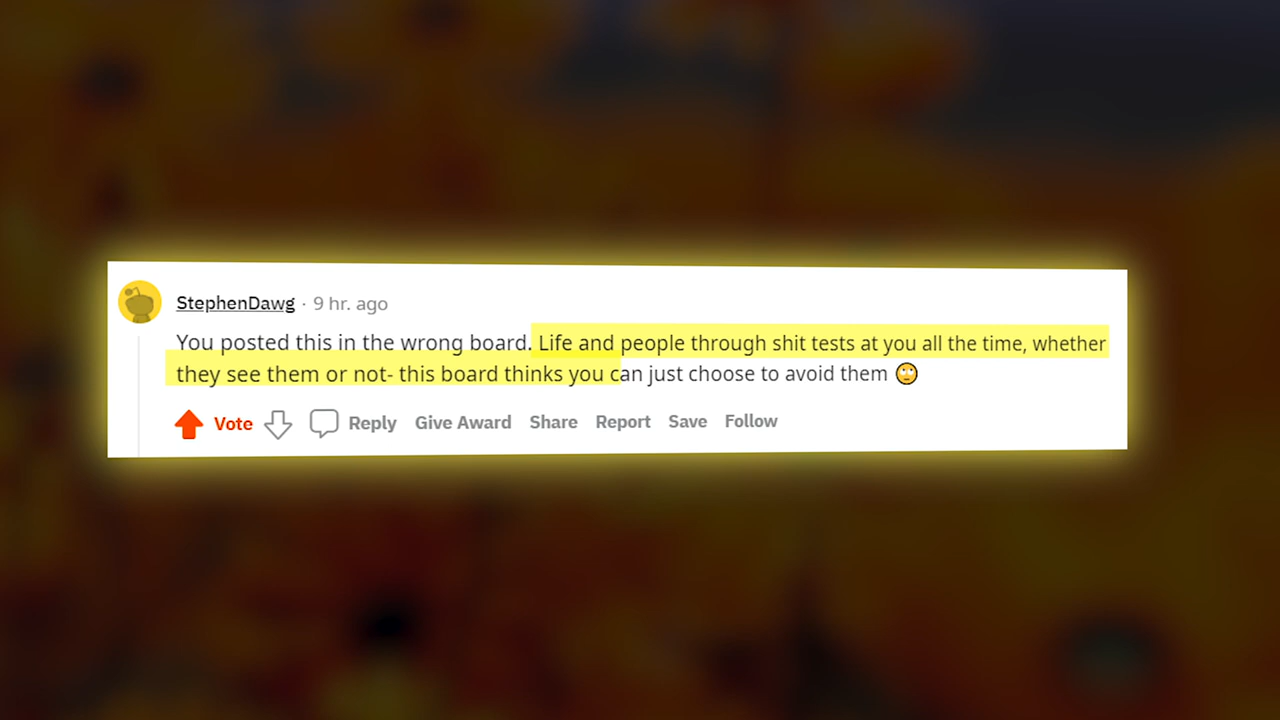 StephenDawg · 9 hr. ago
You posted this in the wrong board. Life and people through shit tests at you all the time, whether
they see them or not- this board thinks you can just choose to avoid them 🙄
Vote Reply Give Award Share Report Save Follow